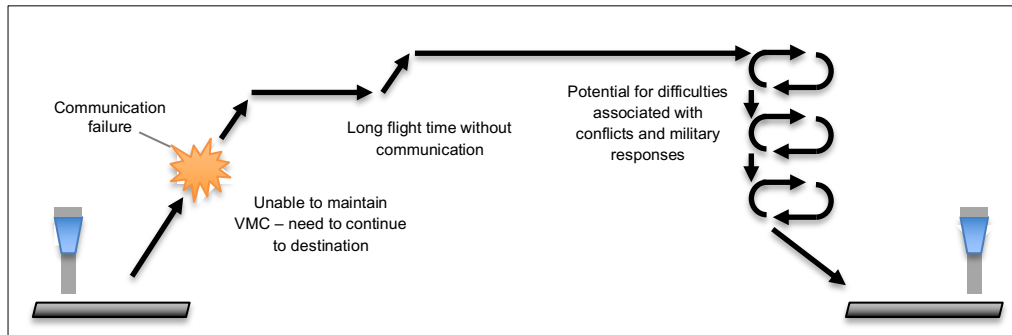 Communication
failure
Unable to maintain
VMC – need to continue
to destination
Long flight time without
communication
Potential for difficulties
associated with
conflicts and military
responses